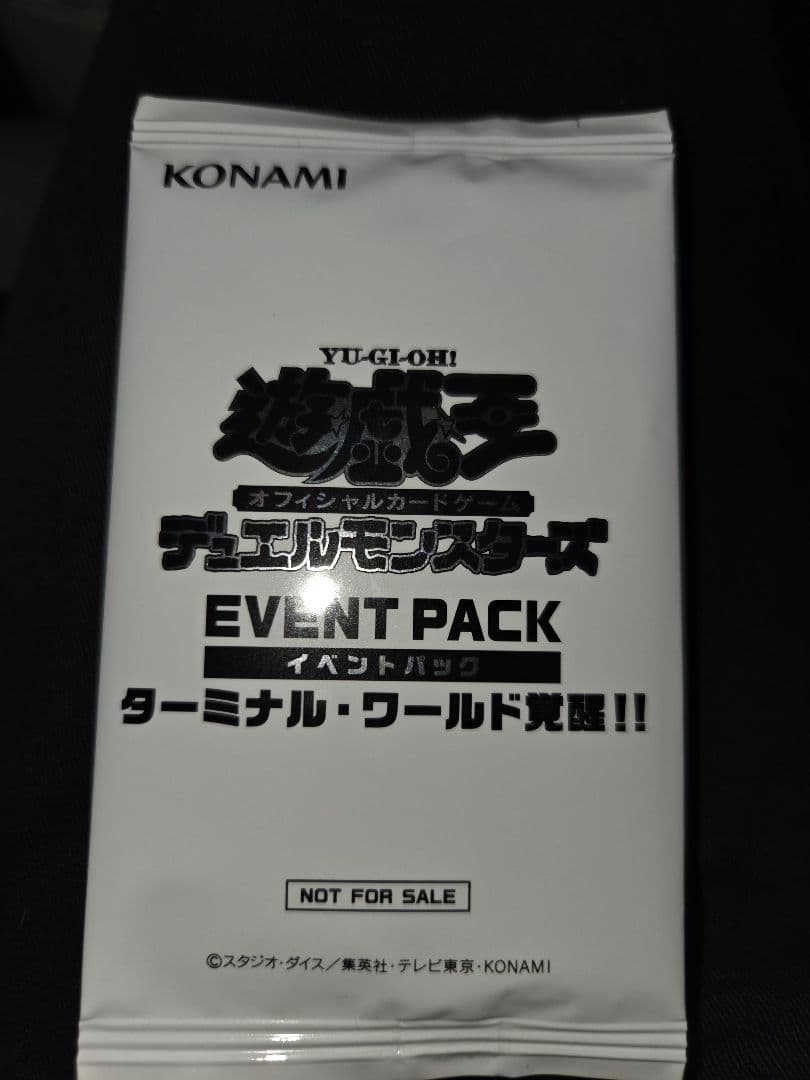 KONAMI
YU-GI-OH!
遊戯王
オフィシャルカードゲーム
デュエルモンスターズ
EVENT PACK
イベントパック
ターミナル・ワールド覚醒!!
NOT FOR SALE
©スタジオ・ダイス/集英社・テレビ東京・KONAMI